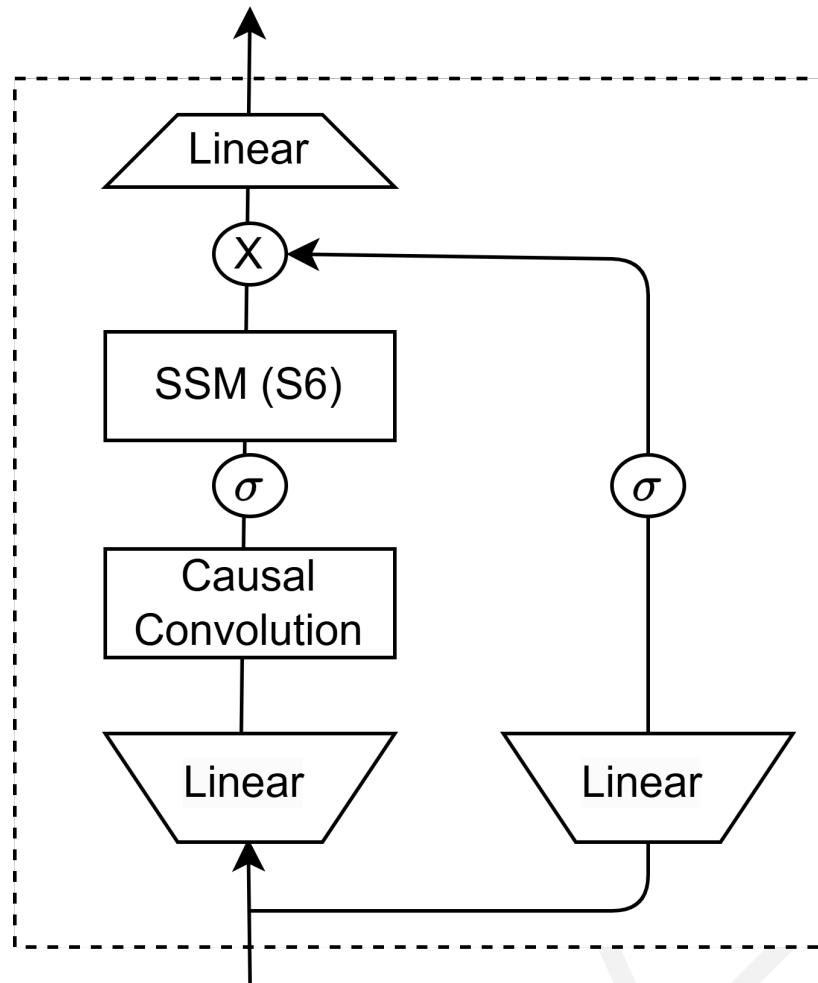 Linear
X
SSM (S6)
σ
σ
Causal
Convolution
Linear
Linear